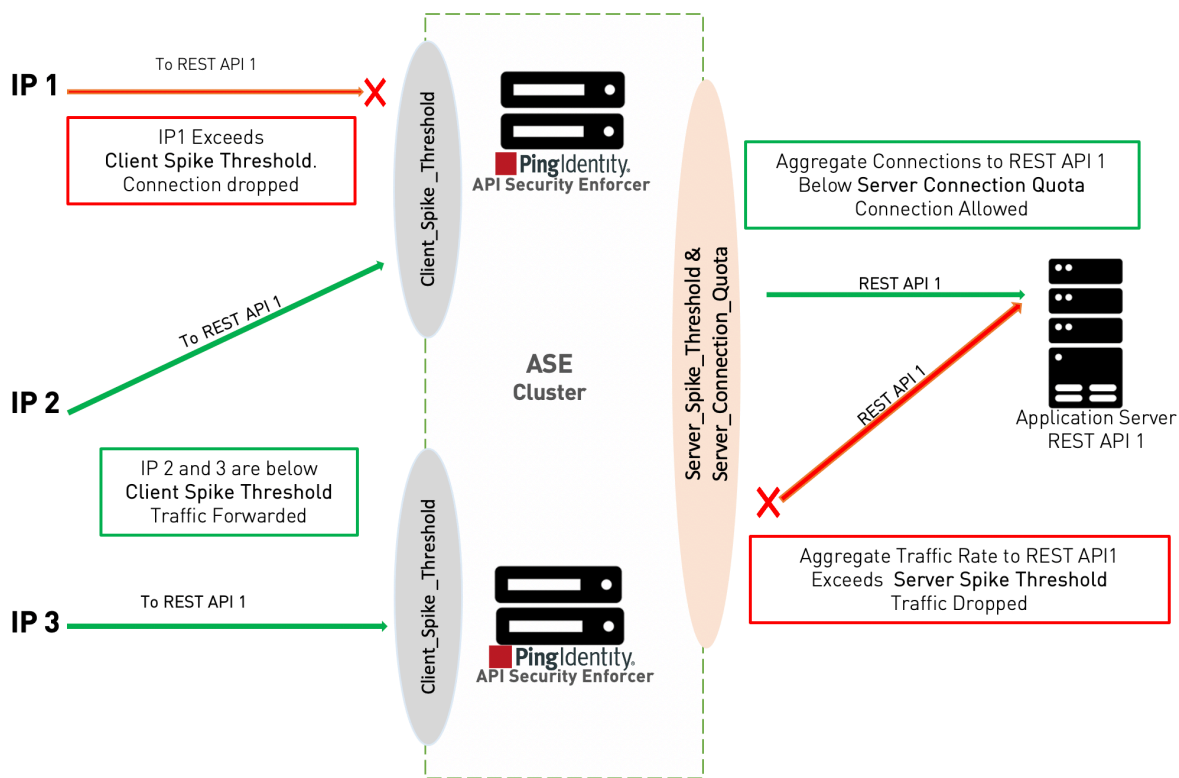 To REST API 1
IP 1
IP1 Exceeds
Client Spike Threshold.
Connection dropped
Client_Spike _Threshold
PingIdentity.
API Security Enforcer
To REST API 1
IP 2
IP 2 and 3 are below
Client Spike Threshold
Traffic Forwarded
To REST API 1
IP 3
Client_Spike _Threshold
ASE
Cluster
PingIdentity.
API Security Enforcer
Server_Spike_Threshold &
Server_Connection_Quota
Aggregate Connections to REST API 1
Below Server Connection Quota
Connection Allowed
REST API 1
REST API 1
Application Server
REST API 1
Aggregate Traffic Rate to REST API1
Exceeds Server Spike Threshold
Traffic Dropped